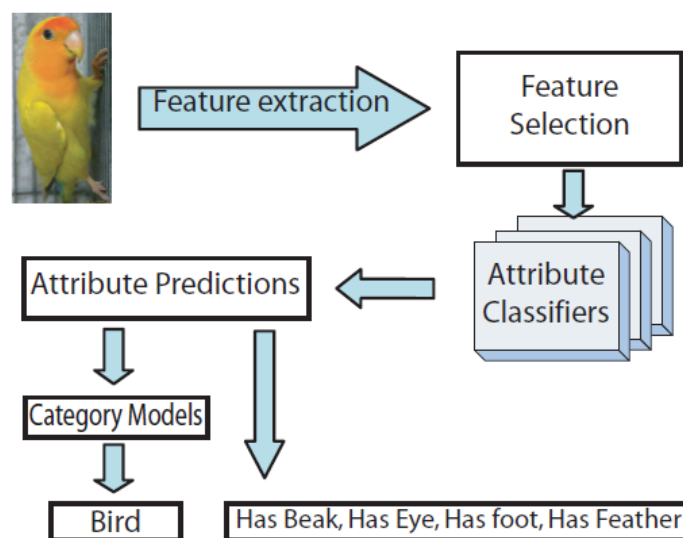 Feature extraction
Feature
Selection
Attribute
Classifiers
Attribute Predictions
Category Models
Bird
Has Beak, Has Eye, Has foot, Has Feather